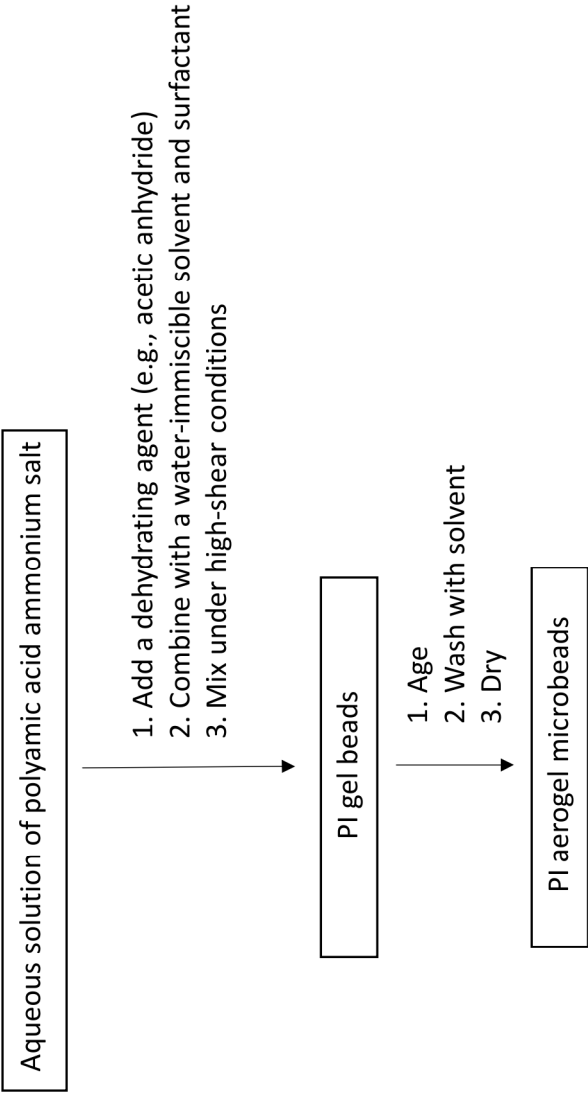 Aqueous solution of polyamic acid ammonium salt
1. Add a dehydrating agent (e.g., acetic anhydride)
2. Combine with a water-immiscible solvent and surfactant
3. Mix under high-shear conditions
PI gel beads
1. Age
2. Wash with solvent
3. Dry
PI aerogel microbeads